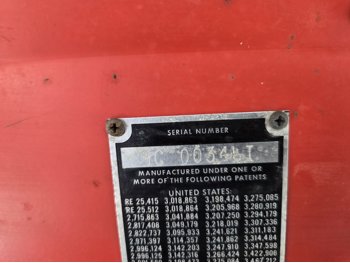 SERIAL NUMBER
MANUFACTURED UNDER ONE OR
MORE OF THE FOLLOWING PATENTS
UNITED STATES:
RE 25,415 3,018,863 3,198,474 3,275,085
RE 25,512 3,018,864 3,205,968 3,280,919
2,715,863 3,041,884 3,207,250 3,294,179
2,817,408 3,049,179 3,218,019 3,307,336
2,822,737 3,095,933 3,241,621 3,311,183
2,971,397 3,114,357 3,241,862 3,314,484
2,996,124 3,142,203 3,247,910 3,347,598
2,996,125 3,142,316 3,268,424 3,422,908